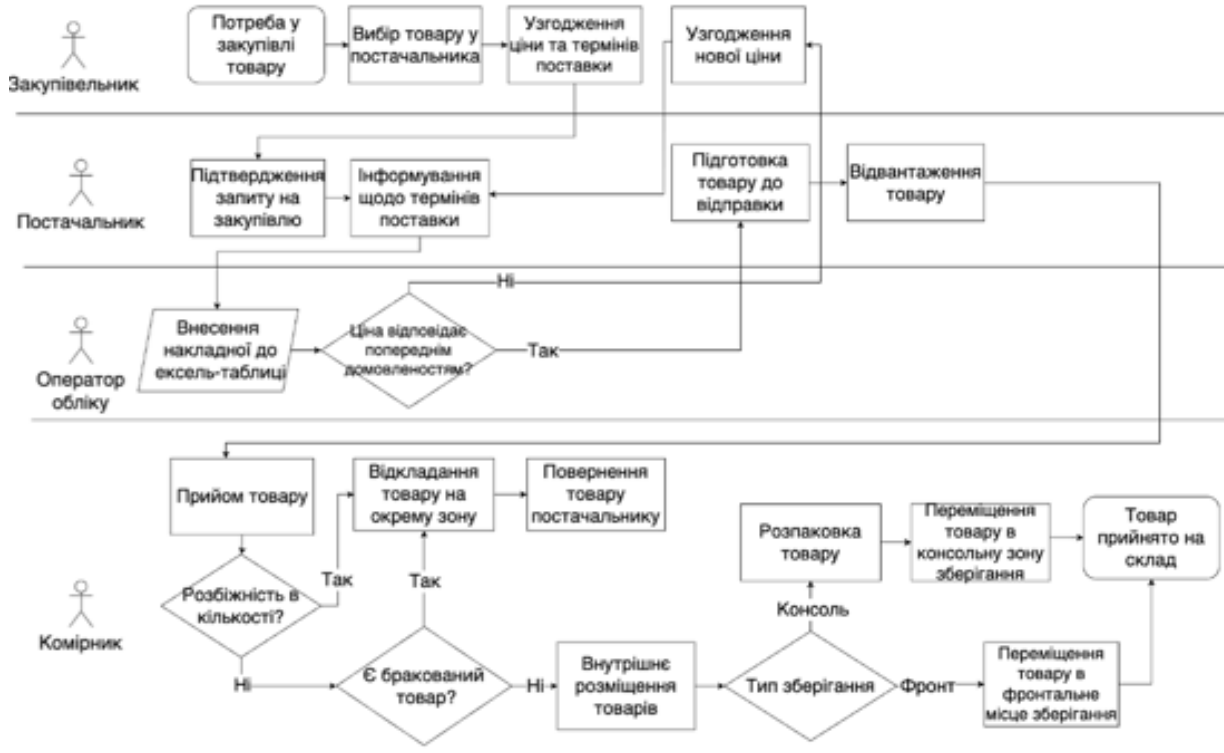 Потреба у
закупівлі
товару
Вибір товару у
постачальника
Узгодження
ціни та термінів
поставки
Узгодження
нової ціни
Закупівельник
Підтвердження
запиту на
закупівлю
Інформування
щодо термінів
поставки
Підготовка
товару до
відправки
Відвантаження
товару
Постачальник
Ні
Внесення
накладної до
ексель-таблиці
Ціна відповідає
попереднім
домовленостям?
Так
Оператор
обліку
Прийом товару
Відкладання
товару на
окрему зону
Повернення
товару
постачальнику
Розпаковка
товару
Переміщення
товару в
консольну зону
зберігання
Товар
прийнято на
склад
Так
Так
Розбіжність в
кількості?
Консоль
Комірник
Ні
Є бракований
товар?
Ні
Внутрішнє
розміщення
товарів
Тип зберігання
Фронт
Переміщення
товару в
фронтальне
місце зберігання